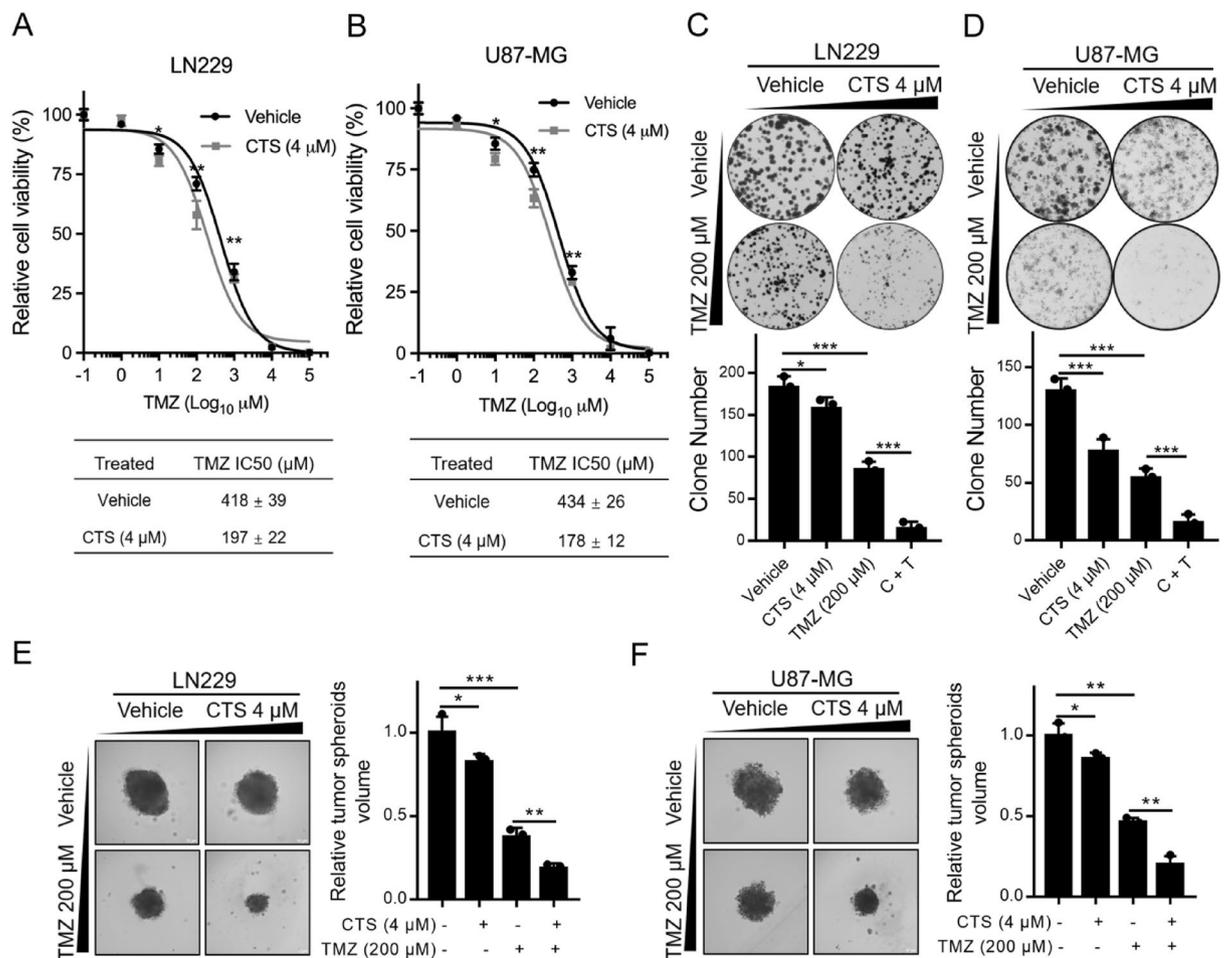 A
LN229
Relative cell viability (%)
100
75
50
25
0
Vehicle
CTS (4 μM)
*
**
**
-1 0 1 2 3 4 5
TMZ (Log10 μM)
Treated TMZ IC50 (μM)
Vehicle 418 ± 39
CTS (4 μM) 197 ± 22
B
U87-MG
Relative cell viability (%)
100
75
50
25
0
Vehicle
CTS (4 μM)
*
**
**
-1 0 1 2 3 4 5
TMZ (Log10 μM)
Treated TMZ IC50 (μM)
Vehicle 434 ± 26
CTS (4 μM) 178 ± 12
C
LN229
Vehicle CTS 4 μM
Vehicle
TMZ 200 μM
Clone Number
200
150
100
50
0
***
*
***
Vehicle
CTS (4 μM)
TMZ (200 μM)
C + T
D
U87-MG
Vehicle CTS 4 μM
Vehicle
TMZ 200 μM
Clone Number
150
100
50
0
***
***
***
Vehicle
CTS (4 μM)
TMZ (200 μM)
C + T
E
LN229
Vehicle CTS 4 μM
Vehicle
TMZ 200 μM
Relative tumor spheroids
volume
1.0
0.5
0.0
***
*
**
CTS (4 μM) - + - +
TMZ (200 μM) - - + +
F
U87-MG
Vehicle CTS 4 μM
Vehicle
TMZ 200 μM
Relative tumor spheroids
volume
1.0
0.5
0.0
**
*
**
CTS (4 μM) - + - +
TMZ (200 μM) - - + +